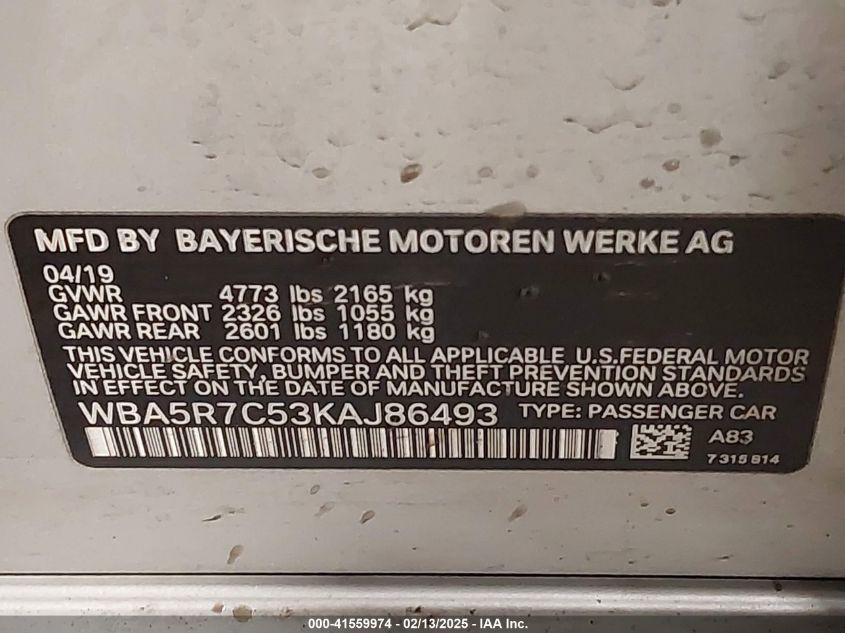 MFD BY BAYERISCHE MOTOREN WERKE AG
04/19
GVWR 4773 lbs 2165 kg
GAWR FRONT 2326 lbs 1055 kg
GAWR REAR 2601 lbs 1180 kg
THIS VEHICLE CONFORMS TO ALL APPLICABLE U.S.FEDERAL MOTOR
VEHICLE SAFETY, BUMPER AND THEFT PREVENTION STANDARDS
IN EFFECT ON THE DATE OF MANUFACTURE SHOWN ABOVE.
WBA5R7C53KAJ86493 TYPE: PASSENGER CAR
A83
7315814
000-41559974 - 02/13/2025 - IAA Inc.